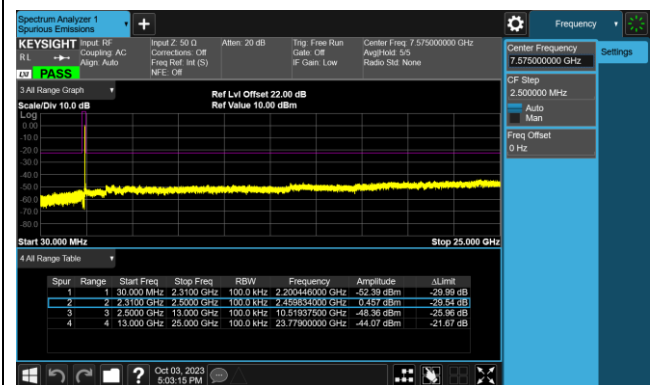 Spectrum Analyzer 1
Spurious Emissions
Frequency
KEYSIGHT
RL
LXI PASS
Input: RF
Coupling: AC
Align: Auto
Input Z: 50 Ω
Corrections: Off
Freq Ref: Int (S)
NFE: Off
Atten: 20 dB
Trig: Free Run
Gate: Off
IF Gain: Low
Center Freq: 7.575000000 GHz
Avg|Hold: 5/5
Radio Std: None
Center Frequency
7.575000000 GHz
Settings
CF Step
2.500000 MHz
Auto
Man
Freq Offset
0 Hz
3 All Range Graph
Scale/Div 10.0 dB
Ref Lvl Offset 22.00 dB
Ref Value 10.00 dBm
Log
0.00
-10.0
-20.0
-30.0
-40.0
-50.0
-60.0
-70.0
-80.0
Start 30.000 MHz Stop 25.000 GHz
4 All Range Table
Spur Range Start Freq Stop Freq RBW Frequency Amplitude ΔLimit
1 1 30.000 MHz 2.3100 GHz 100.0 kHz 2.200446000 GHz -52.39 dBm -29.99 dB
2 2 2.3100 GHz 2.5000 GHz 100.0 kHz 2.459834000 GHz 0.457 dBm -29.54 dB
3 3 2.5000 GHz 13.000 GHz 100.0 kHz 10.51937500 GHz -48.36 dBm -25.96 dB
4 4 13.000 GHz 25.000 GHz 100.0 kHz 23.77900000 GHz -44.07 dBm -21.67 dB
Oct 03, 2023
5:03:15 PM